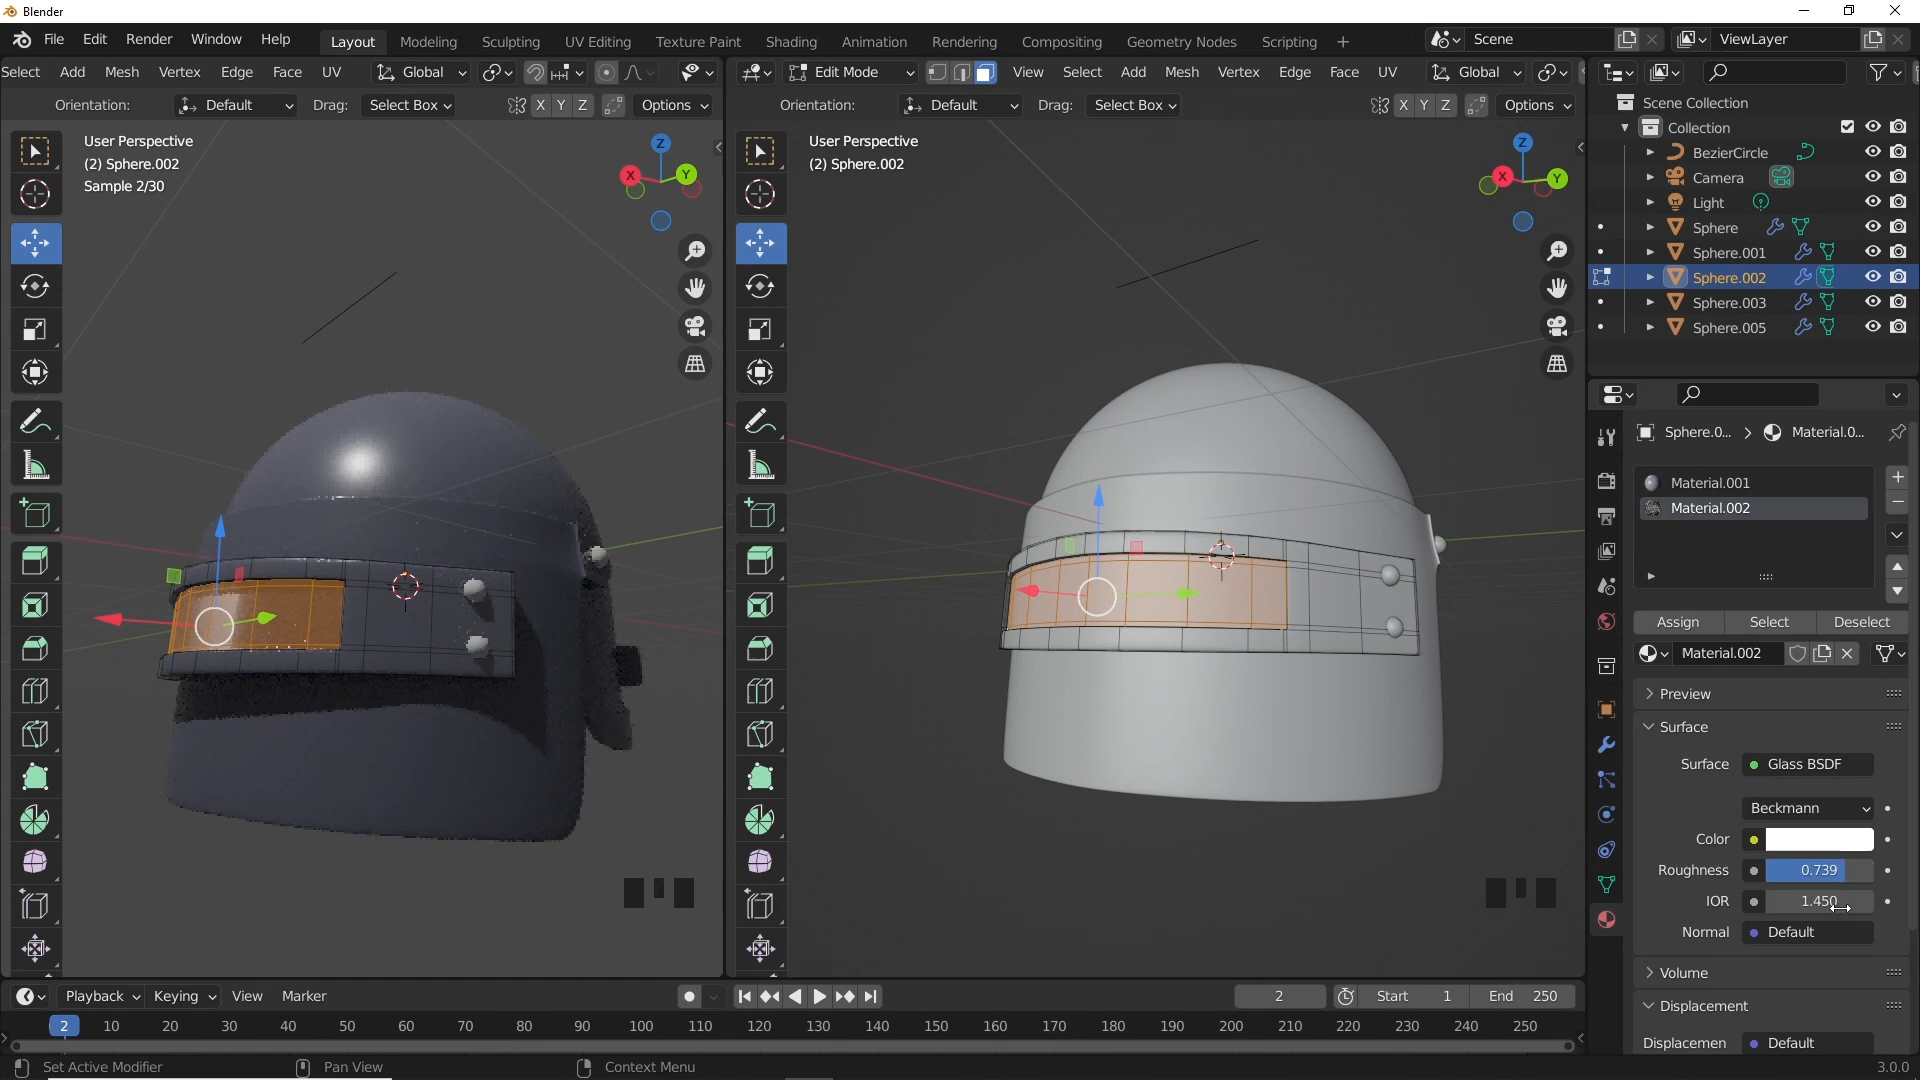 Blender
File Edit Render Window Help Layout Modeling Sculpting UV Editing Texture Paint Shading Animation Rendering Compositing Geometry Nodes Scripting + Scene ViewLayer
Select Add Mesh Vertex Edge Face UV Global Edit Mode View Select Add Mesh Vertex Edge Face UV Global
Orientation: Default Drag: Select Box X Y Z Options Orientation: Default Drag: Select Box X Y Z Options
User Perspective
(2) Sphere.002
Sample 2/30
Z
X
Y
User Perspective
(2) Sphere.002
Z
X
Y
Scene Collection
Collection
BezierCircle
Camera
Light
Sphere
Sphere.001
Sphere.002
Sphere.003
Sphere.005
Sphere.0... > Material.0...
Material.001
Material.002
Assign Select Deselect
Material.002
Preview
Surface
Surface Glass BSDF
Beckmann
Color
Roughness 0.739
IOR 1.450
Normal Default
Volume
Displacement
Displacemen Default
Playback Keying View Marker 2 Start 1 End 250
2 10 20 30 40 50 60 70 80 90 100 110 120 130 140 150 160 170 180 190 200 210 220 230 240 250
Set Active Modifier Pan View Context Menu 3.0.0